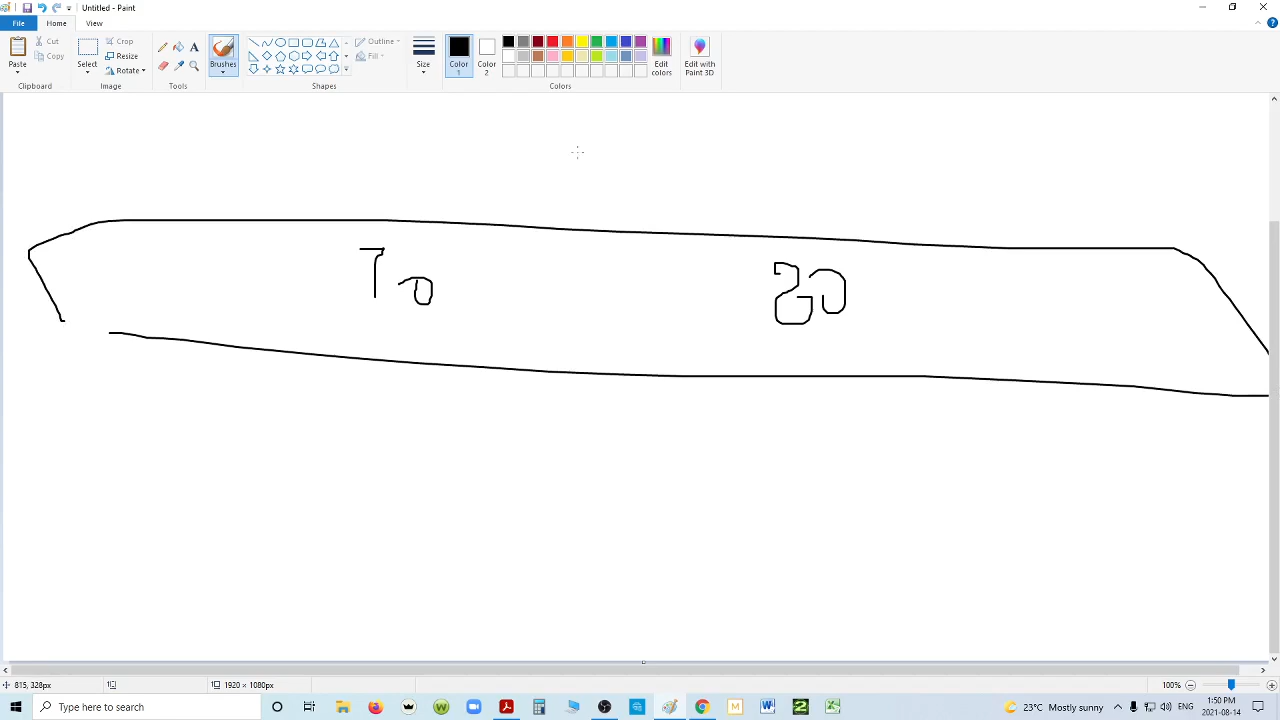 Untitled - Paint
File Home View
Paste
Cut
Copy
Clipboard
Select
Crop
Resize
Rotate
Image
A
Tools
Brushes
Outline
Fill
Shapes
Size
Color 1
Color 2
Edit colors
Colors
Edit with Paint 3D
70 20
815, 328px
1920 × 1080px
100%
Type here to search
23°C Mostly sunny
ENG
1:50 PM
2021-08-14